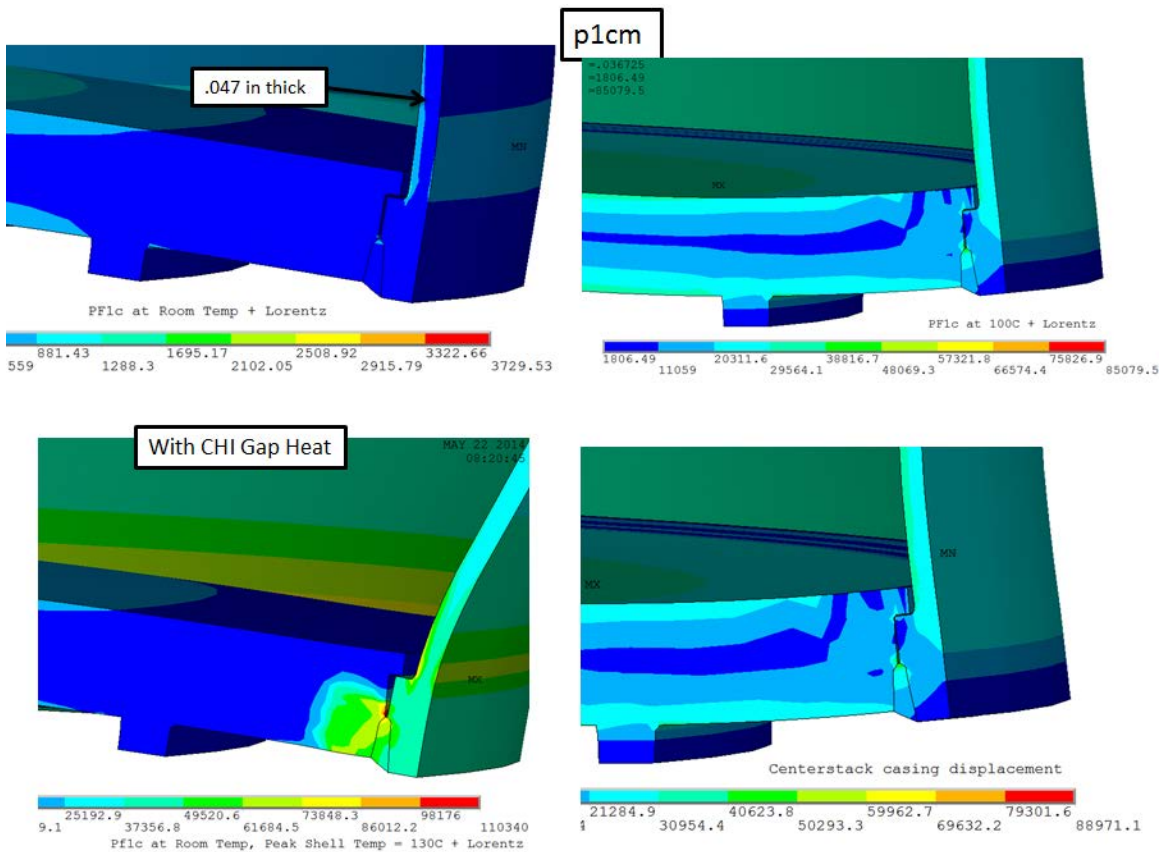 p1cm
.047 in thick
MN
PF1c at Room Temp + Lorentz
881.43 1695.17 2508.92 3322.66
559 1288.3 2102.05 2915.79 3729.53
=.036725
=1806.49
=85079.5
MX
PF1c at 100C + Lorentz
1806.49 20311.6 38816.7 57321.8 75826.9
11059 29564.1 48069.3 66574.4 85079.5
With CHI Gap Heat
MAY 22 2014
08:20:45
25192.9 49520.6 73848.3 98176
9.1 37356.8 61684.5 86012.2 110340
Pf1c at Room Temp, Peak Shell Temp = 130C + Lorentz
MN
MX
Centerstack casing displacement
21284.9 40623.8 59962.7 79301.6
30954.4 50293.3 69632.2 88971.1